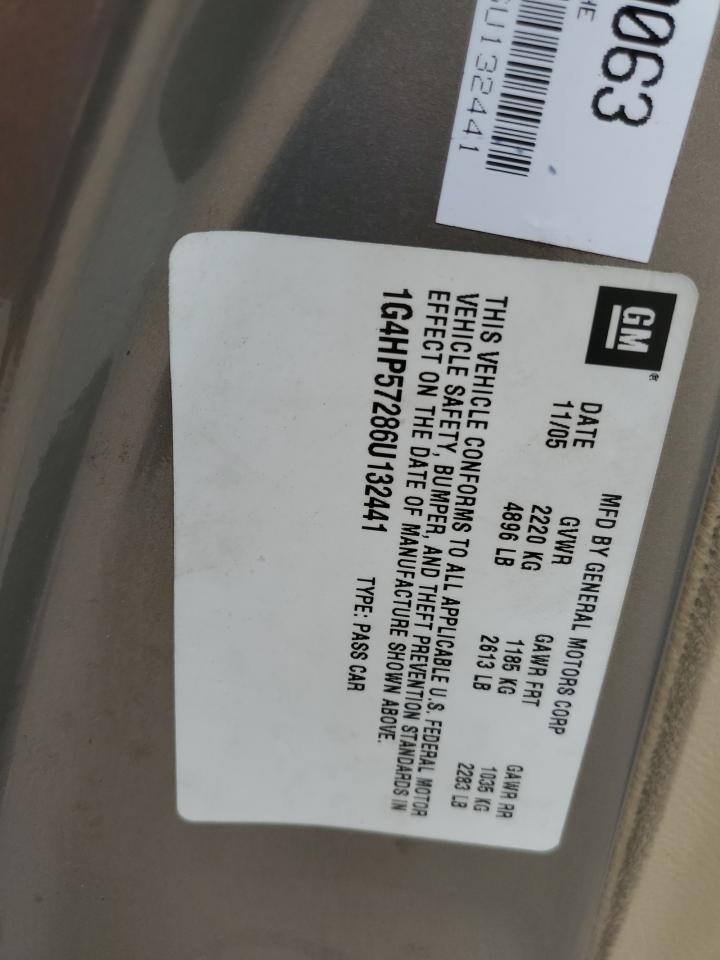 0063
HE
U132441
GM
MFD BY GENERAL MOTORS CORP
DATE GVWR GAWR FRT GAWR RR
11/05 2220 KG 1185 KG 1035 KG
4896 LB 2613 LB 2283 LB
THIS VEHICLE CONFORMS TO ALL APPLICABLE U.S. FEDERAL MOTOR
VEHICLE SAFETY, BUMPER, AND THEFT PREVENTION STANDARDS IN
EFFECT ON THE DATE OF MANUFACTURE SHOWN ABOVE.
1G4HP57286U132441 TYPE: PASS CAR